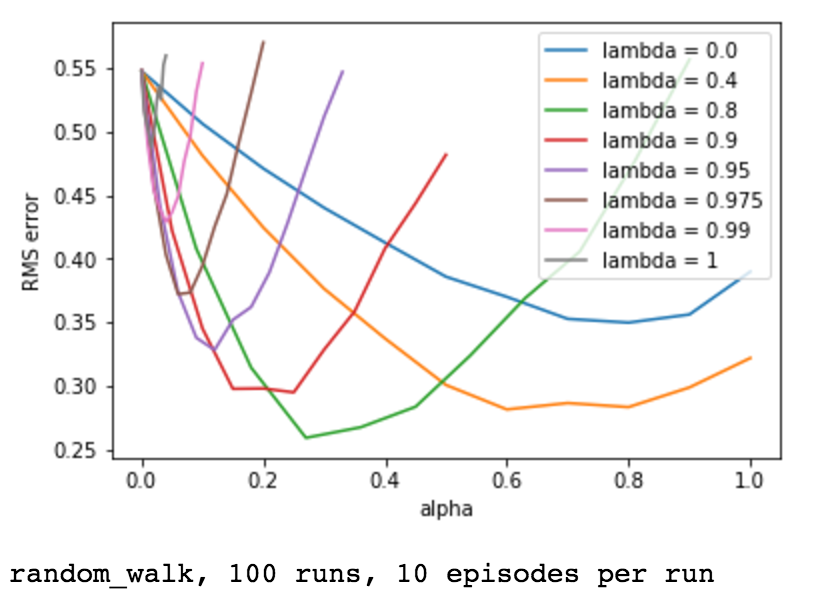 lambda = 0.0
lambda = 0.4
lambda = 0.8
lambda = 0.9
lambda = 0.95
lambda = 0.975
lambda = 0.99
lambda = 1
RMS error
0.55
0.50
0.45
0.40
0.35
0.30
0.25
0.0 0.2 0.4 0.6 0.8 1.0
alpha
random_walk, 100 runs, 10 episodes per run